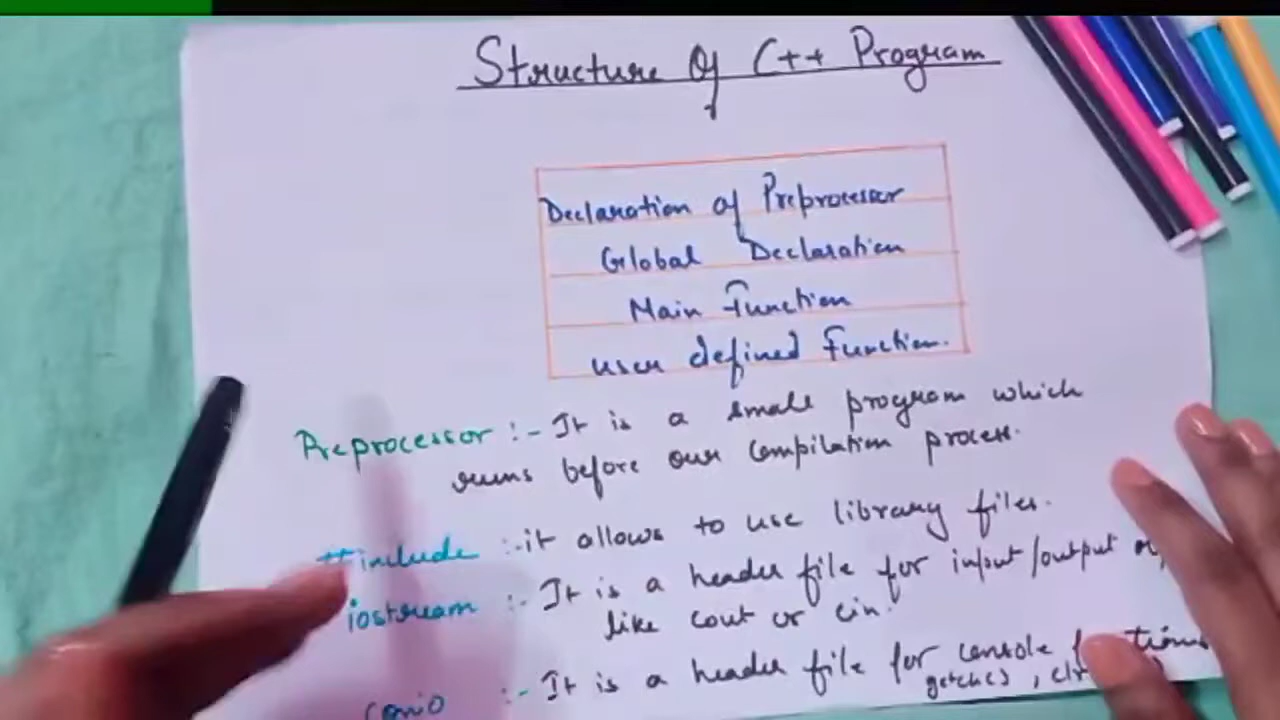 Structure Of C++ Program
Declaration of Preprocessor
Global Declaration
Main Function
user defined Function.
Preprocessor :- It is a small program which
runs before our compilation process.
#include :- it allows to use library files.
iostream :- It is a header file for input/output
like cout or cin.
conio :- It is a header file for console
getch()